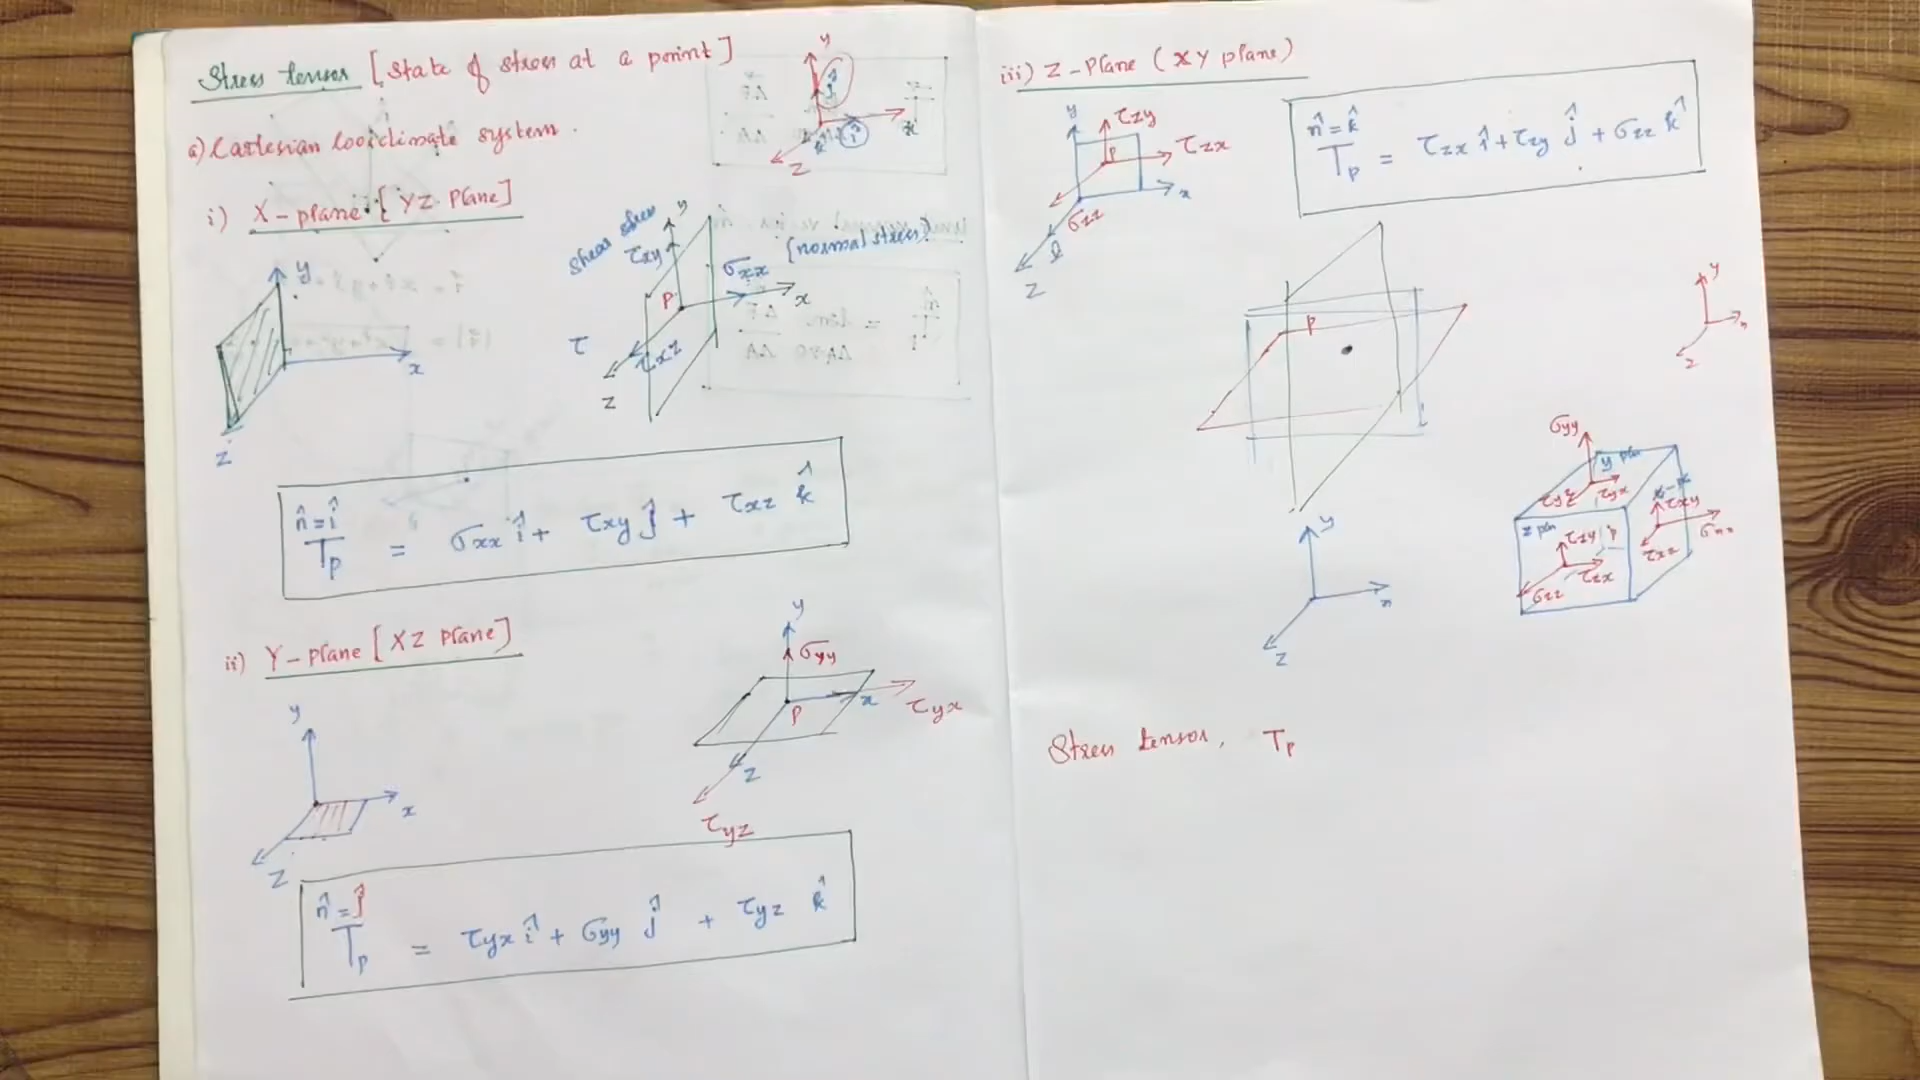 Stress tensor [State of stress at a point]
y
ĵ
î
x
k
z
a) Cartesian coordinate system.
i) X-plane [YZ Plane]
y
x
z
shear stress
y
τxy
σxx
[normal stress]
P
x
τ
τxz
z
n̂=î
Tp = σxx î + τxy ĵ + τxz k̂
ii) Y-plane [XZ plane]
y
x
z
y
σyy
x
τyx
P
z
τyz
n̂=ĵ
Tp = τyx î + σyy ĵ + τyz k̂
iii) Z-Plane (XY plane)
y
τzy
P
τzx
x
σzz
z
n̂=k̂
Tp = τzx î + τzy ĵ + σzz k̂
P
y
x
z
σyy
y plan
τyz τyx
τxy
z plan
τzy P
σxx
τxz
τzx
σzz
y
x
z
Stress tensor, Tp